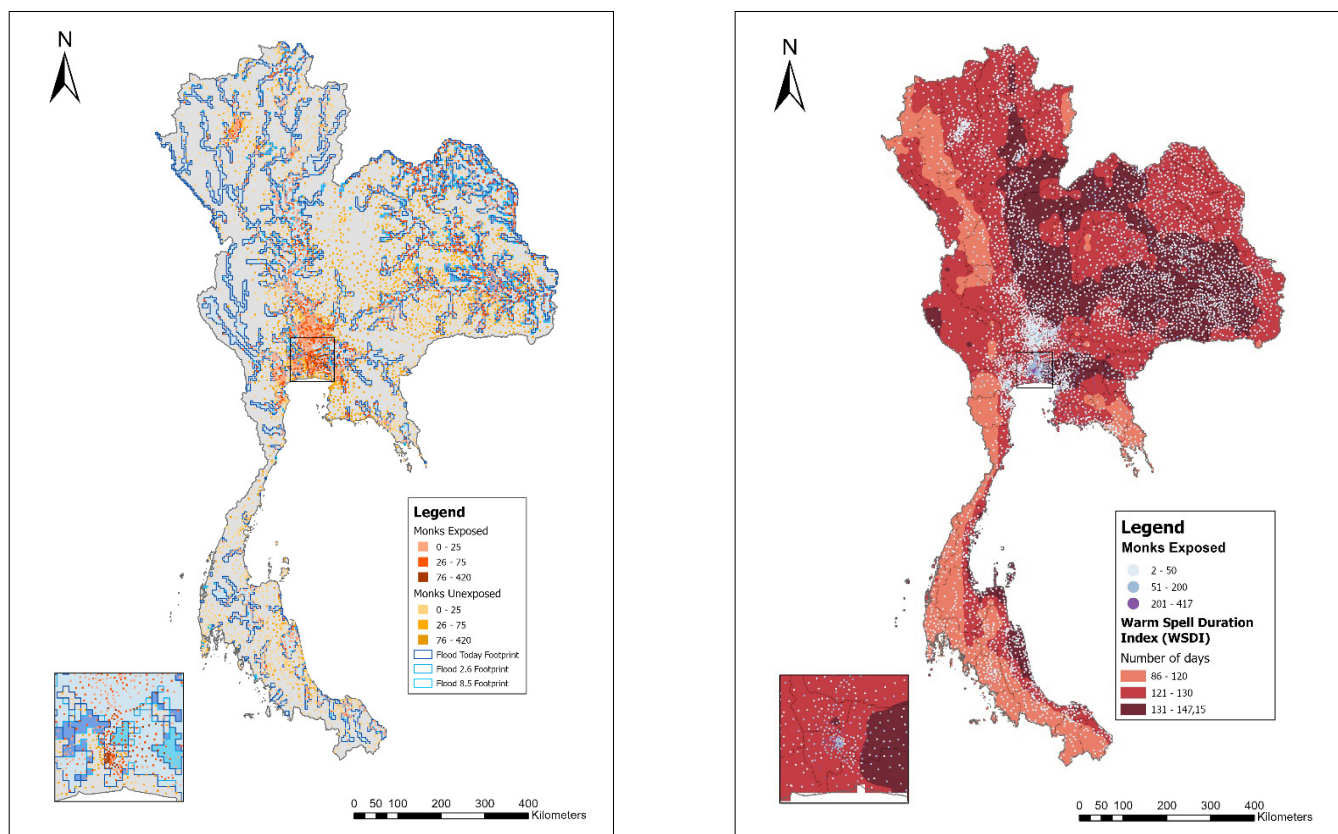 N
Legend
Monks Exposed
0 - 25
26 - 75
76 - 420
Monks Unexposed
0 - 25
26 - 75
76 - 420
Flood Today Footprint
Flood 2.6 Footprint
Flood 8.5 Footprint
0 50 100 200 300 400
Kilometers
N
Legend
Monks Exposed
2 - 50
51 - 200
201 - 417
Warm Spell Duration
Index (WSDI)
Number of days
86 - 120
121 - 130
131 - 147,15
0 50 100 200 300 400
Kilometers